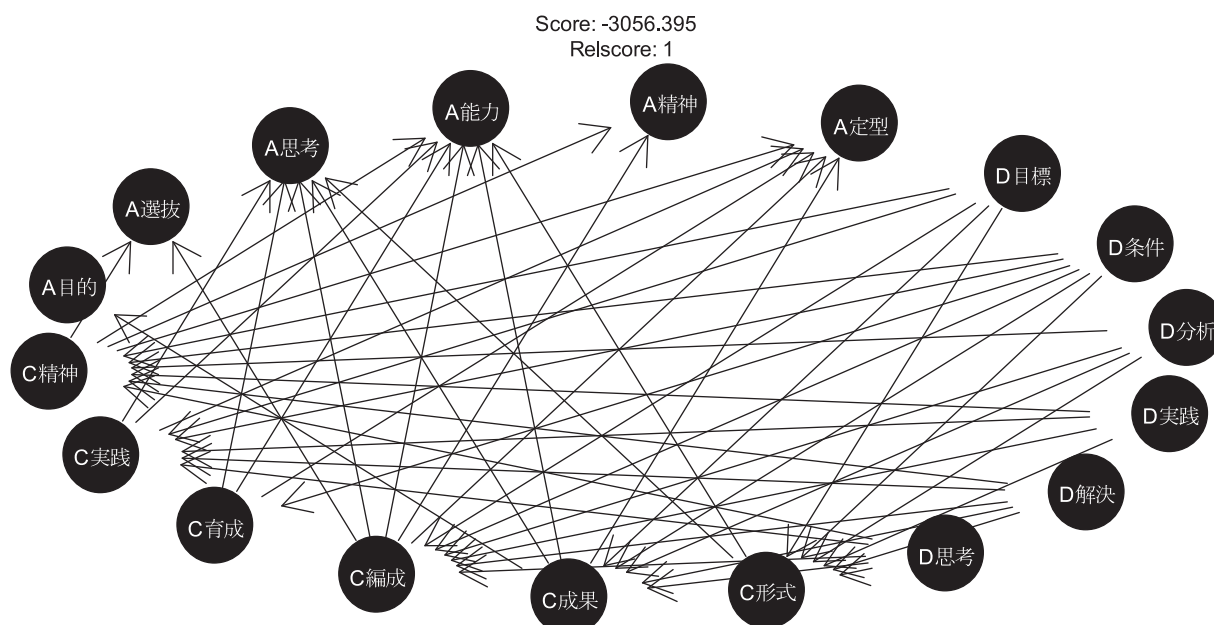 Score: -3056.395
Relscore: 1
A能力
A精神
A定型
A思考
D目標
A選抜
D条件
A目的
D分析
C精神
D実践
C実践
D解決
C育成
D思考
C編成
C形式
C成果